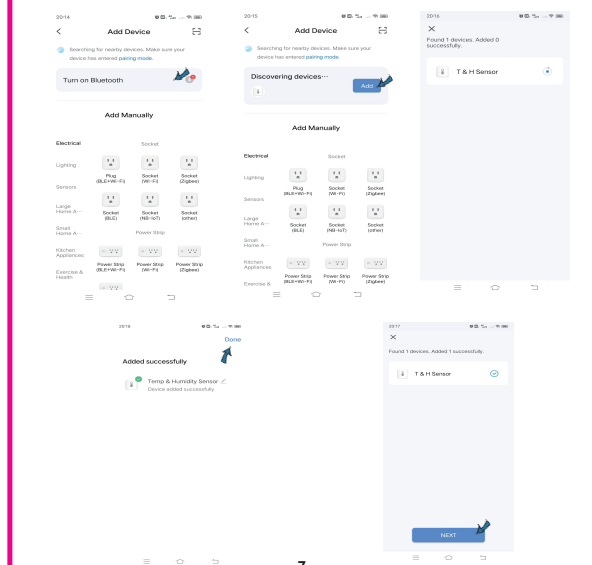 20:14
Add Device
Searching for nearby devices. Make sure your
device has entered pairing mode.
Turn on Bluetooth
Add Manually
Electrical
Socket
Lighting
Plug
(BLE+Wi-Fi)
Socket
(Wi-Fi)
Socket
(Zigbee)
Sensors
Large
Home A...
Socket
(BLE)
Socket
(NB-IoT)
Socket
(other)
Small
Home A...
Power Strip
Kitchen
Appliances
Power Strip
(BLE+Wi-Fi)
Power Strip
(Wi-Fi)
Power Strip
(Zigbee)
Exercise &
Health
20:15
Add Device
Searching for nearby devices. Make sure your
device has entered pairing mode.
Discovering devices...
Add
Add Manually
Electrical
Socket
Lighting
Plug
(BLE+Wi-Fi)
Socket
(Wi-Fi)
Socket
(Zigbee)
Sensors
Large
Home A...
Socket
(BLE)
Socket
(NB-IoT)
Socket
(other)
Small
Home A...
Power Strip
Kitchen
Appliances
Power Strip
(BLE+Wi-Fi)
Power Strip
(Wi-Fi)
Power Strip
(Zigbee)
Exercise &
20:16
Found 1 devices. Added 0
successfully.
T & H Sensor
Done
Added successfully
Temp & Humidity Sensor
Device added successfully
20:17
Found 1 devices. Added 1 successfully.
T & H Sensor
NEXT